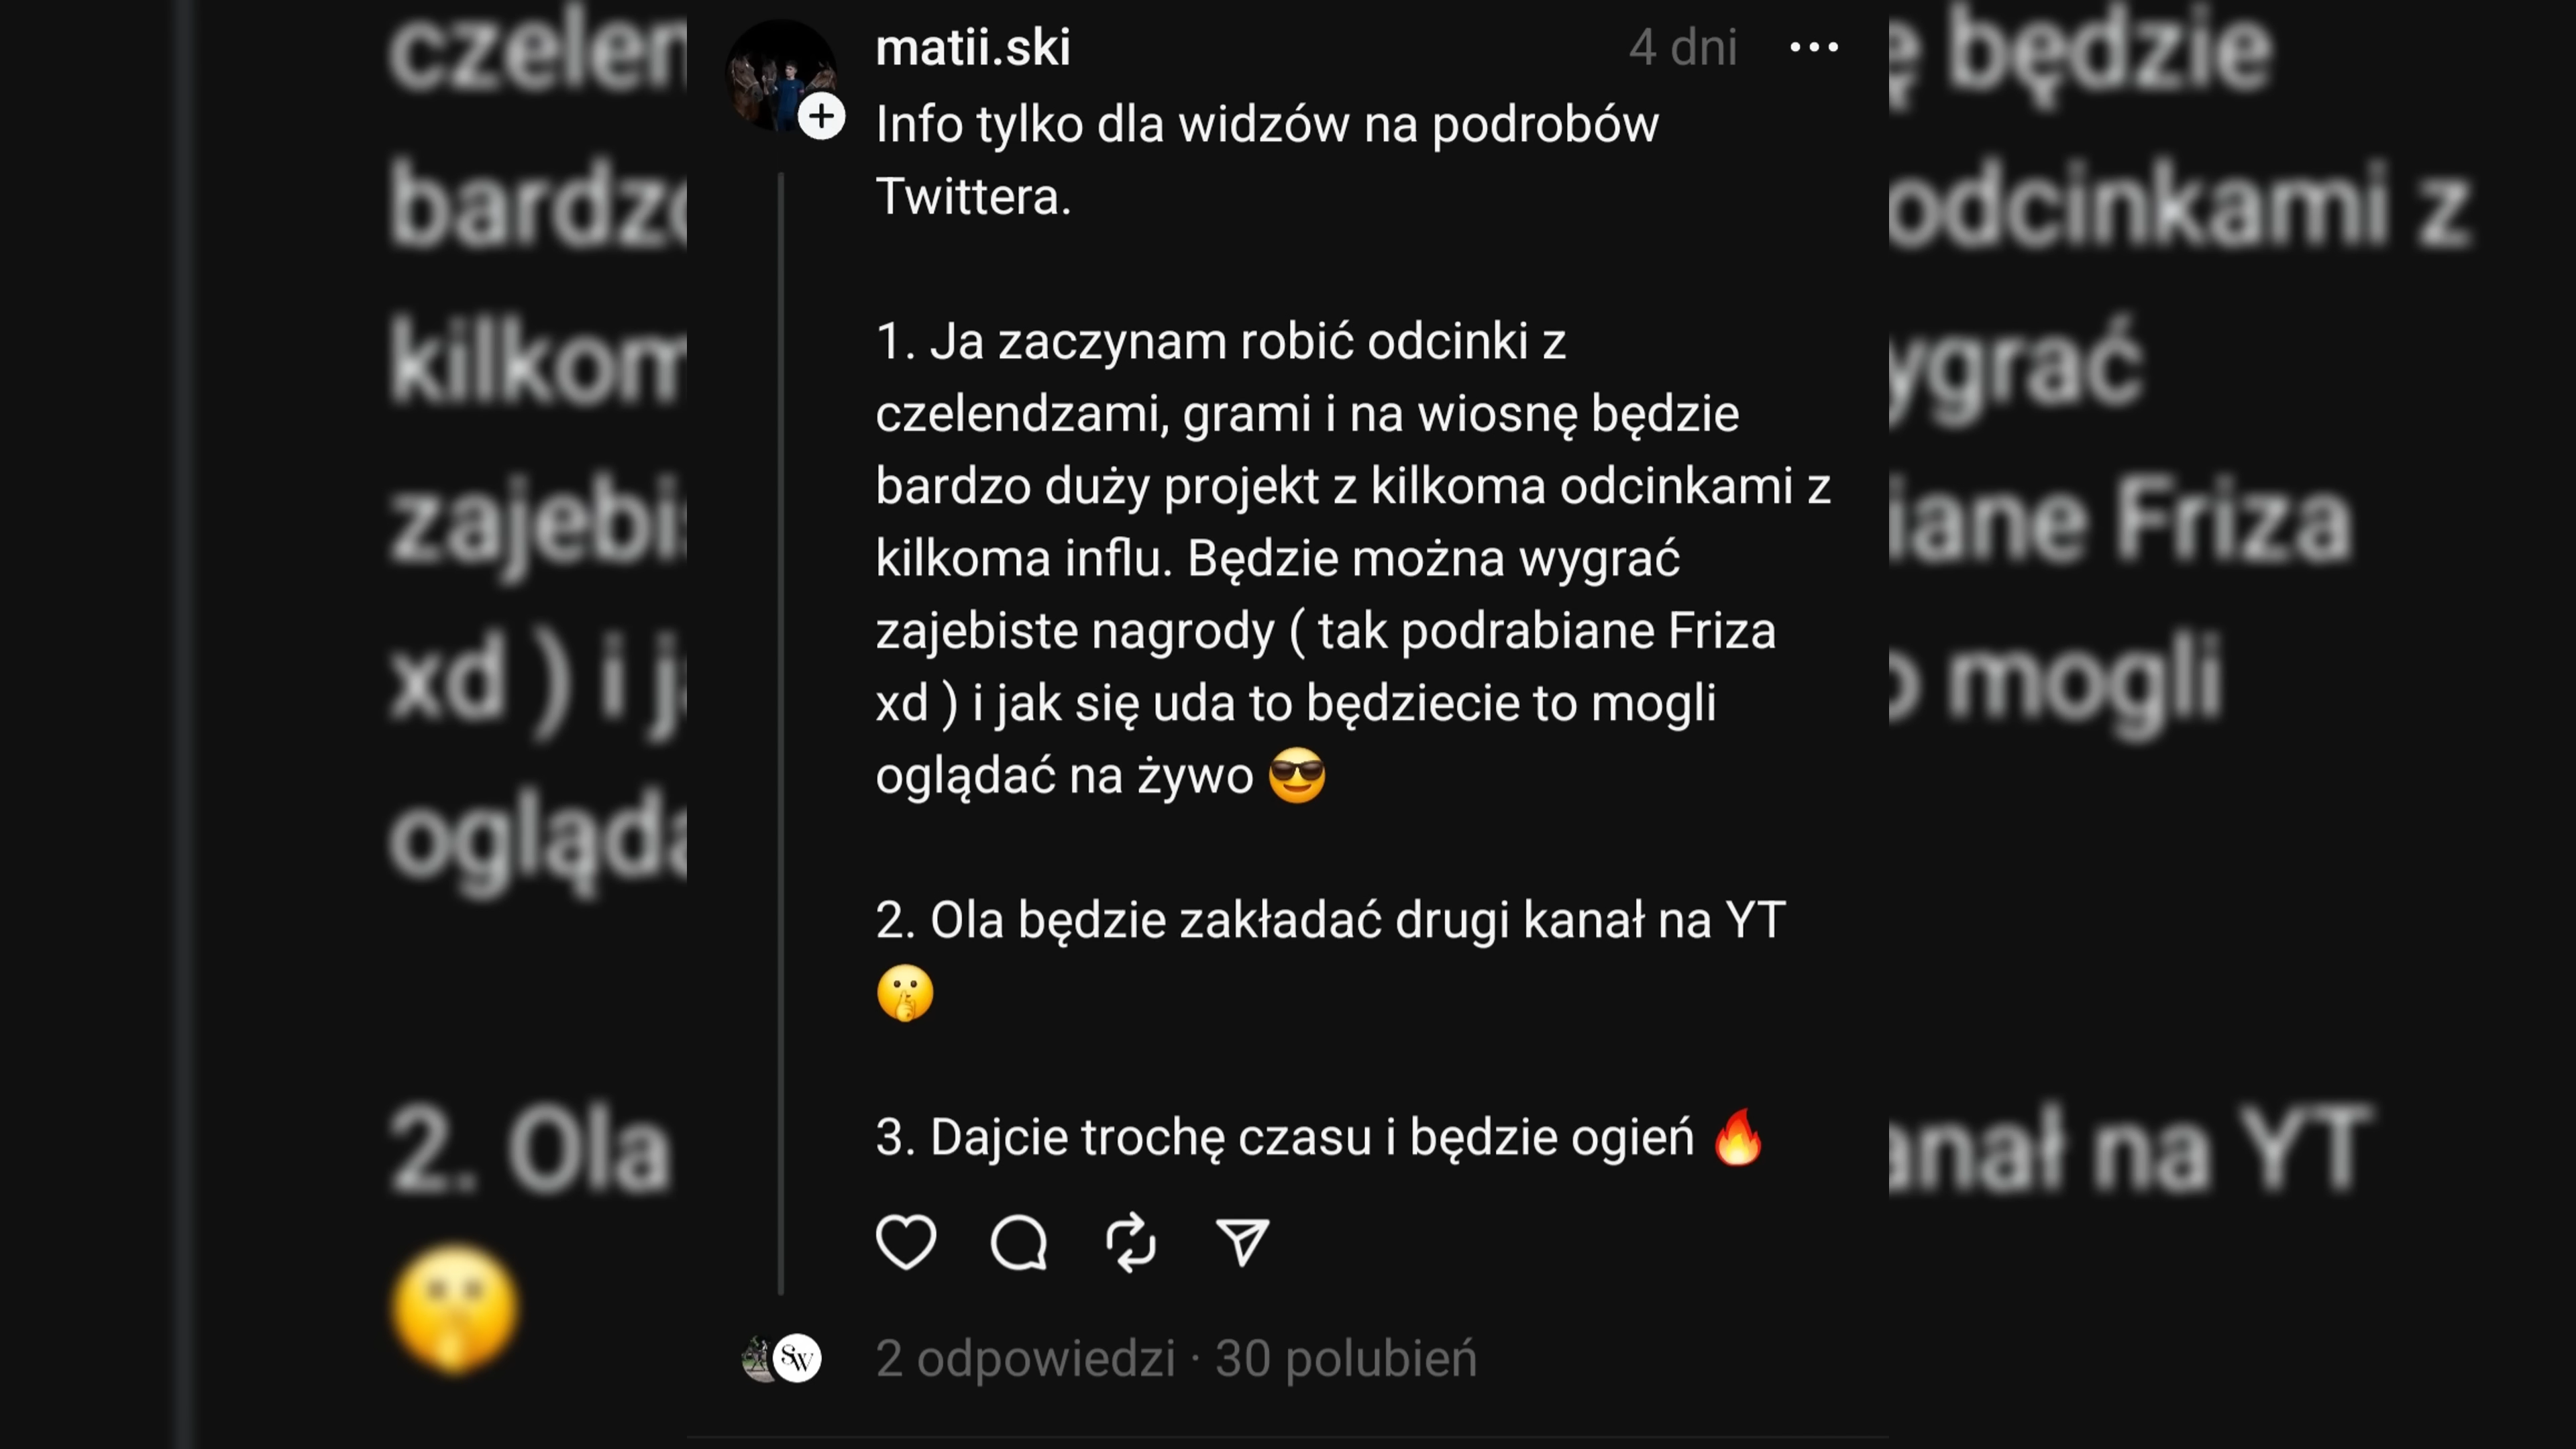 matii.ski
4 dni
Info tylko dla widzów na podrobów
Twittera.
1. Ja zaczynam robić odcinki z
czelendzami, grami i na wiosnę będzie
bardzo duży projekt z kilkoma odcinkami z
kilkoma influ. Będzie można wygrać
zajebiste nagrody ( tak podrabiane Friza
xd ) i jak się uda to będziecie to mogli
oglądać na żywo 😎
2. Ola będzie zakładać drugi kanał na YT
🤫
3. Dajcie trochę czasu i będzie ogień 🔥
SW
2 odpowiedzi · 30 polubień